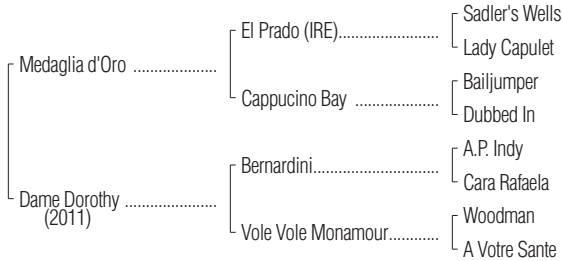 Sadler's Wells
El Prado (IRE)....................
Lady Capulet
Medaglia d'Oro .................
Bailjumper
Cappucino Bay .................
Dubbed In
A.P. Indy
Bernardini.........................
Cara Rafaela
Dame Dorothy ..................
(2011)
Woodman
Vole Vole Monamour..........
A Votre Sante